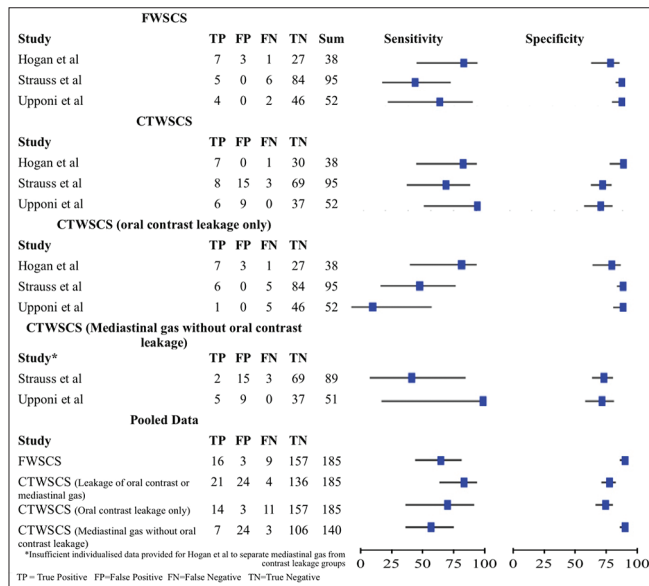 FWSCS
Study TP FP FN TN Sum Sensitivity Specificity
Hogan et al 7 3 1 27 38
Strauss et al 5 0 6 84 95
Upponi et al 4 0 2 46 52
CTWSCS
Study TP FP FN TN
Hogan et al 7 0 1 30 38
Strauss et al 8 15 3 69 95
Upponi et al 6 9 0 37 52
CTWSCS (oral contrast leakage only)
Study TP FP FN TN
Hogan et al 7 3 1 27 38
Strauss et al 6 0 5 84 95
Upponi et al 1 0 5 46 52
CTWSCS (Mediastinal gas without oral contrast
leakage)
Study* TP FP FN TN
Strauss et al 2 15 3 69 89
Upponi et al 5 9 0 37 51
Pooled Data
Study TP FP FN TN
FWSCS 16 3 9 157 185
CTWSCS (Leakage of oral contrast or 21 24 4 136 185
mediastinal gas)
CTWSCS (Oral contrast leakage only) 14 3 11 157 185
CTWSCS (Mediastinal gas without oral 7 24 3 106 140
contrast leakage)
*Insufficient individualised data provided for Hogan et al to separate mediastinal gas from
contrast leakage groups
0 25 50 75 100 0 25 50 75 100
TP = True Positive FP=False Positive FN=False Negative TN=True Negative